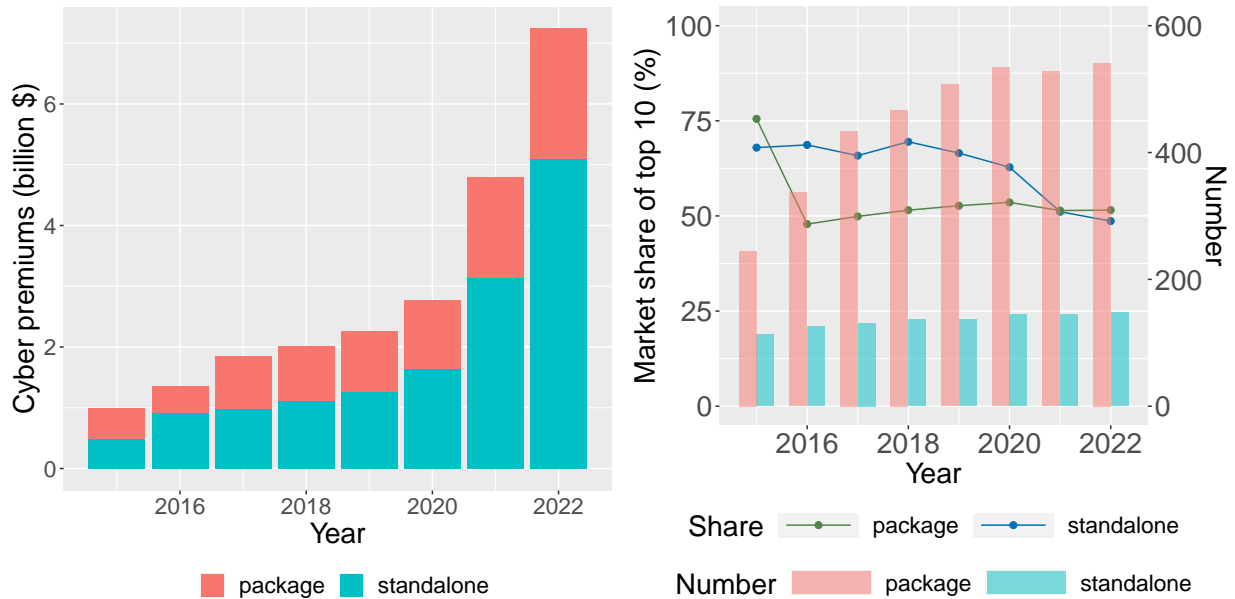 Cyber premiums (billion $)
6
4
2
0
2016 2018 2020 2022
Year
package standalone
Market share of top 10 (%)
100
75
50
25
0
600
400
200
0
Number
2016 2018 2020 2022
Year
Share package standalone
Number package standalone